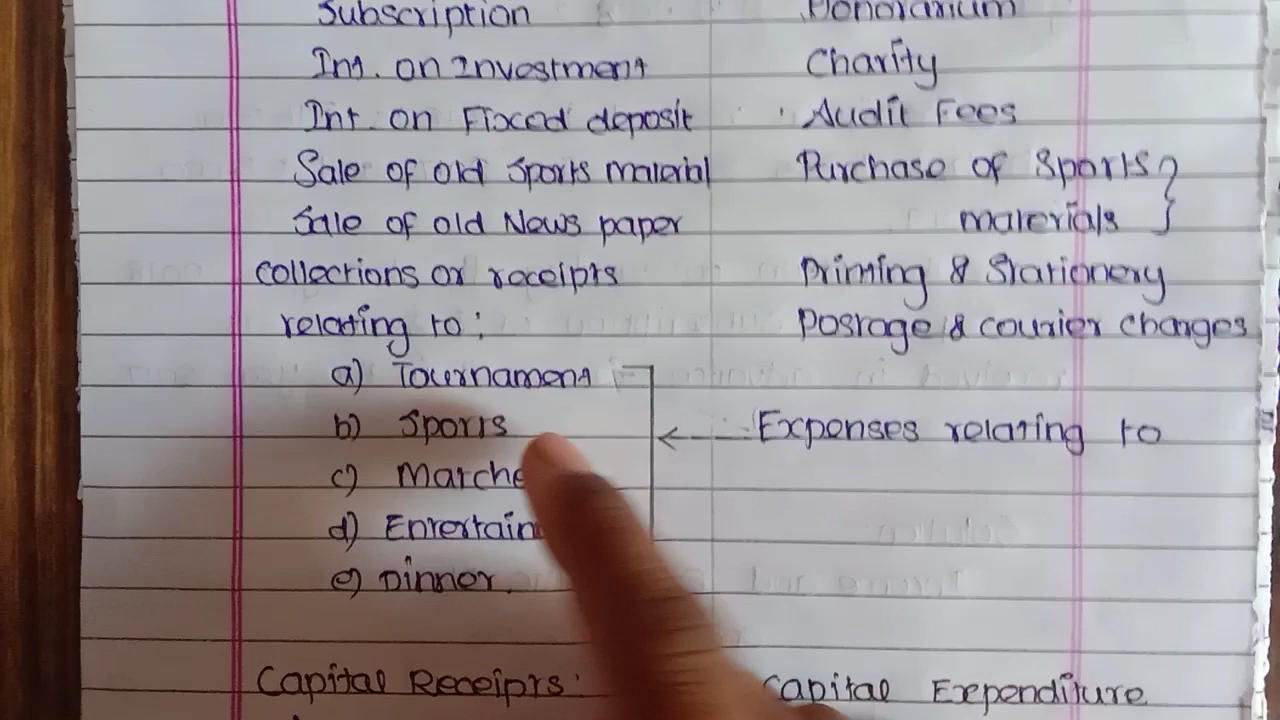 Subscription Honorarium
Int. on Investment Charity
Int. on Fixed deposit Audit Fees
Sale of old Sports Material Purchase of Sports
Sale of old News paper materials
collections or receipts Printing & Stationery
relating to: Postage & courier charges
a) Tournament
b) Sports Expenses relating to
c) Matche
d) Entertain
e) Dinner.
Capital Receipts: Capital Expenditure